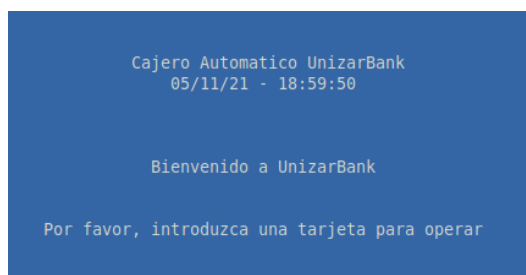 Cajero Automatico UnizarBank
05/11/21 - 18:59:50
Bienvenido a UnizarBank
Por favor, introduzca una tarjeta para operar